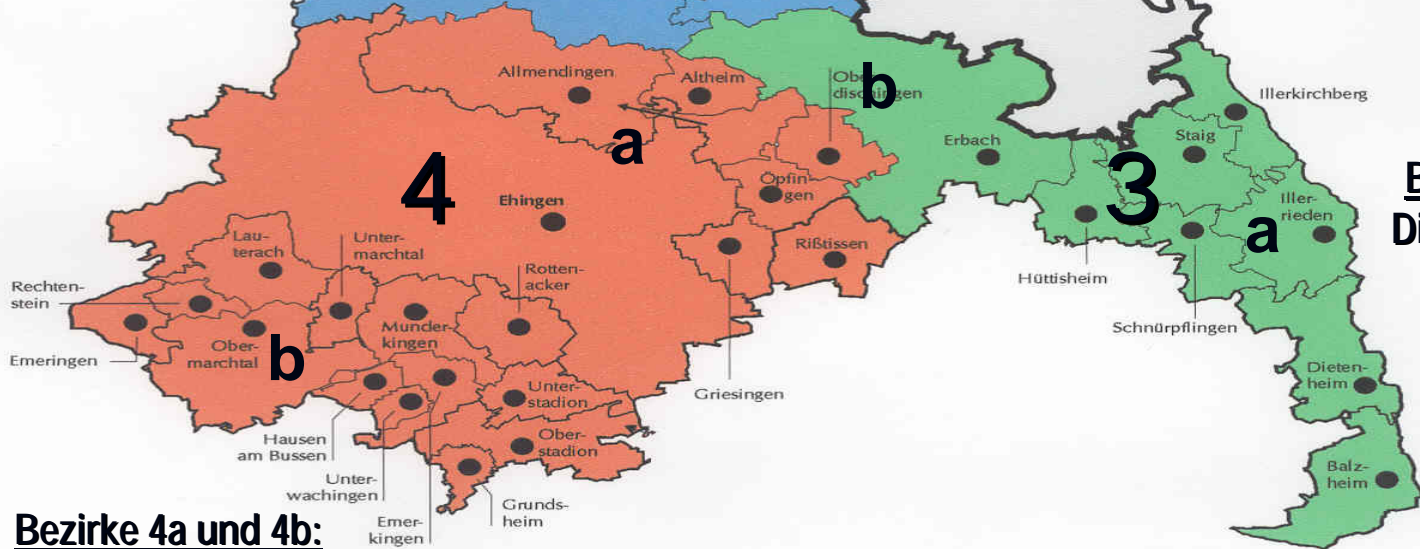 Allmendingen
Altheim
Ober-
dischingen
b
Illerkirchberg
a
Erbach
Staig
4
3
Öpfin-
gen
Ehingen
Iller-
rieden
a
Lau-
terach
Unter-
marchtal
Rißtissen
Rotten-
acker
Hüttisheim
Rechten-
stein
Schnürpflingen
Munder-
kingen
Ober-
marchtal
b
Emeringen
Griesingen
Dieten-
heim
Unter-
stadion
Hausen
am Bussen
Ober-
stadion
Balz-
heim
Unter-
wachingen
Grunds-
heim
Emer-
kingen
Bezirke 4a und 4b: